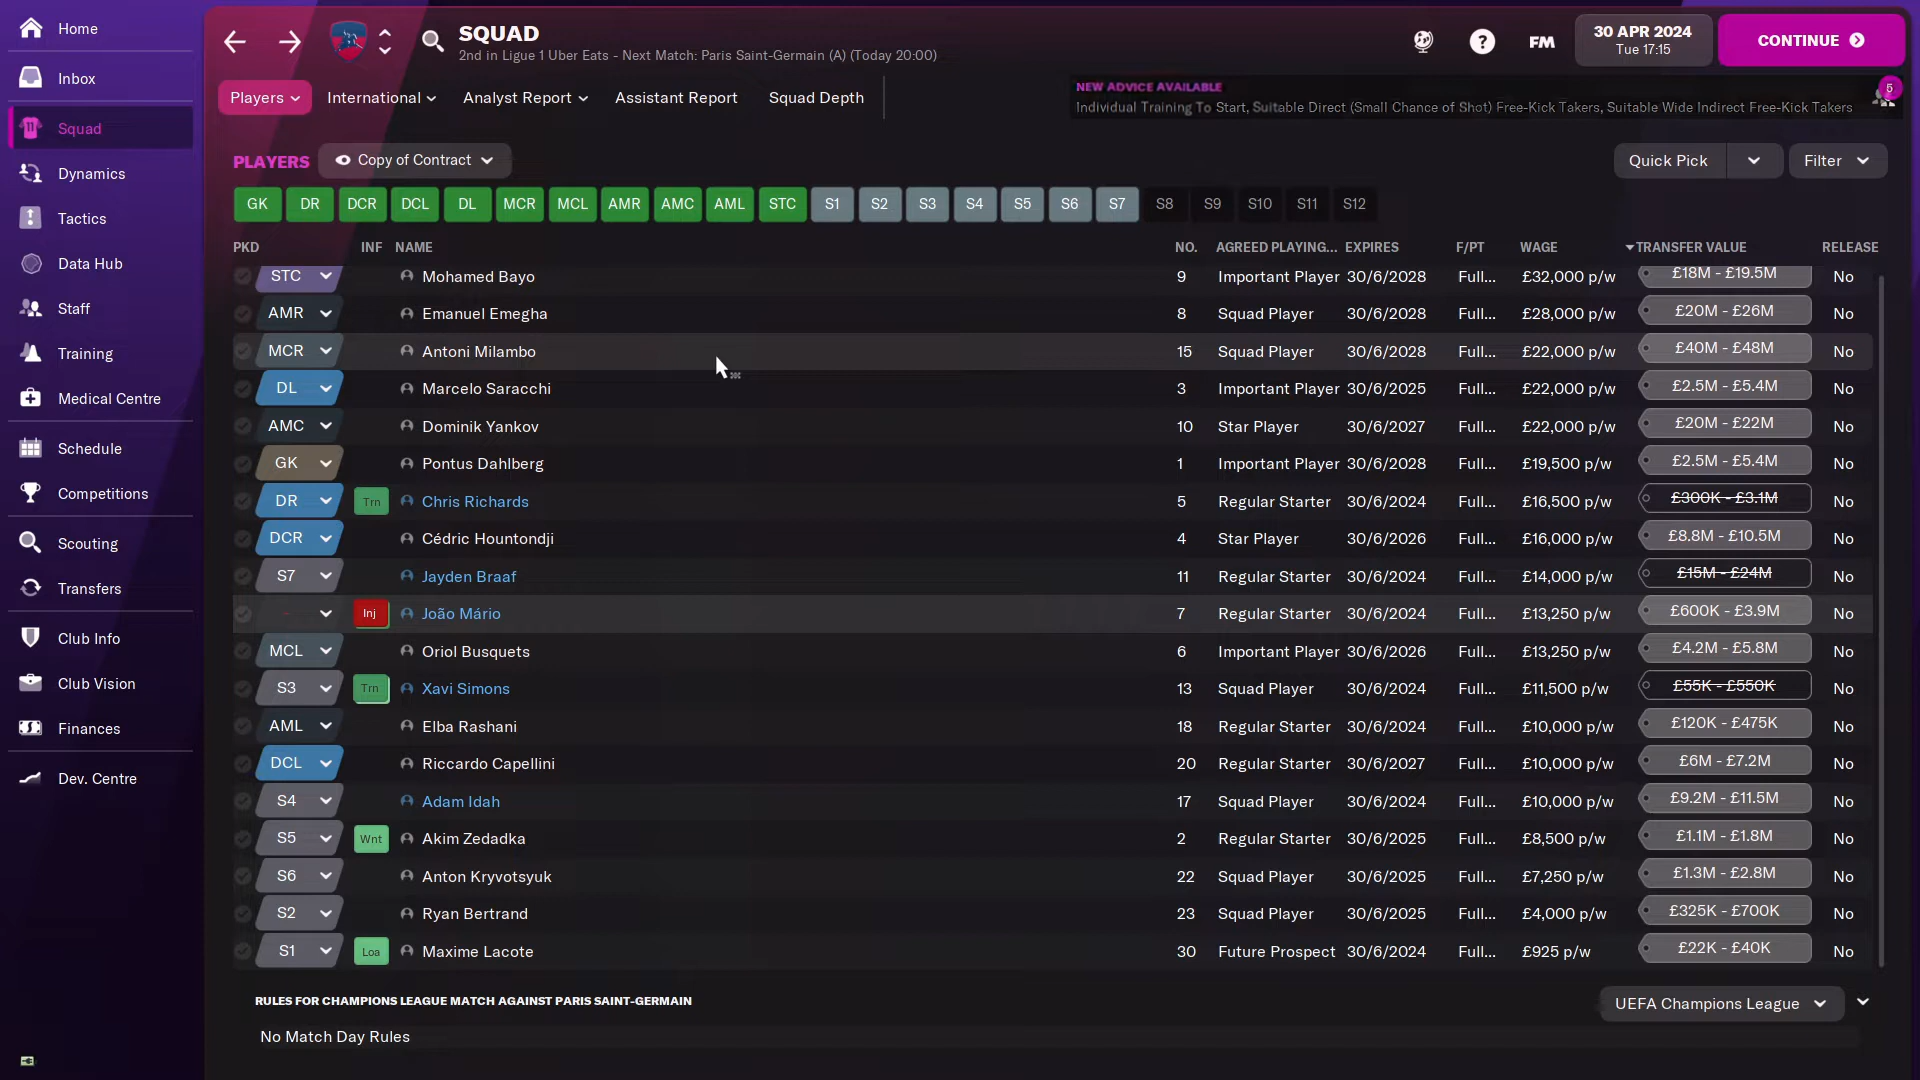 Home
Inbox
Squad
Dynamics
Tactics
Data Hub
Staff
Training
Medical Centre
Schedule
Competitions
Scouting
Transfers
Club Info
Club Vision
Finances
Dev. Centre
SQUAD
2nd in Ligue 1 Uber Eats - Next Match: Paris Saint-Germain (A) (Today 20:00)
? FM 30 APR 2024 CONTINUE
Tue 17:15
Players International Analyst Report Assistant Report Squad Depth
NEW ADVICE AVAILABLE 5
Individual Training To Start, Suitable Direct (Small Chance of Shot) Free-Kick Takers, Suitable Wide Indirect Free-Kick Takers
PLAYERS Copy of Contract Quick Pick Filter
GK DR DCR DCL DL MCR MCL AMR AMC AML STC S1 S2 S3 S4 S5 S6 S7 S8 S9 S10 S11 S12
PKD INF NAME NO. AGREED PLAYING... EXPIRES F/PT WAGE TRANSFER VALUE RELEASE
STC Mohamed Bayo 9 Important Player 30/6/2028 Full... £32,000 p/w £18M - £19.5M No
AMR Emanuel Emegha 8 Squad Player 30/6/2028 Full... £28,000 p/w £20M - £26M No
MCR Antoni Milambo 15 Squad Player 30/6/2028 Full... £22,000 p/w £40M - £48M No
DL Marcelo Saracchi 3 Important Player 30/6/2025 Full... £22,000 p/w £2.5M - £5.4M No
AMC Dominik Yankov 10 Star Player 30/6/2027 Full... £22,000 p/w £20M - £22M No
GK Pontus Dahlberg 1 Important Player 30/6/2028 Full... £19,500 p/w £2.5M - £5.4M No
DR Trn Chris Richards 5 Regular Starter 30/6/2024 Full... £16,500 p/w £300K - £3.1M No
DCR Cédric Hountondji 4 Star Player 30/6/2026 Full... £16,000 p/w £8.8M - £10.5M No
S7 Jayden Braaf 11 Regular Starter 30/6/2024 Full... £14,000 p/w £15M - £24M No
- Inj João Mário 7 Regular Starter 30/6/2024 Full... £13,250 p/w £600K - £3.9M No
MCL Oriol Busquets 6 Important Player 30/6/2026 Full... £13,250 p/w £4.2M - £5.8M No
S3 Trn Xavi Simons 13 Squad Player 30/6/2024 Full... £11,500 p/w £55K - £550K No
AML Elba Rashani 18 Regular Starter 30/6/2024 Full... £10,000 p/w £120K - £475K No
DCL Riccardo Capellini 20 Regular Starter 30/6/2027 Full... £10,000 p/w £6M - £7.2M No
S4 Adam Idah 17 Squad Player 30/6/2024 Full... £10,000 p/w £9.2M - £11.5M No
S5 Wnt Akim Zedadka 2 Regular Starter 30/6/2025 Full... £8,500 p/w £1.1M - £1.8M No
S6 Anton Kryvotsyuk 22 Squad Player 30/6/2025 Full... £7,250 p/w £1.3M - £2.8M No
S2 Ryan Bertrand 23 Squad Player 30/6/2025 Full... £4,000 p/w £325K - £700K No
S1 Loa Maxime Lacote 30 Future Prospect 30/6/2024 Full... £925 p/w £22K - £40K No
RULES FOR CHAMPIONS LEAGUE MATCH AGAINST PARIS SAINT-GERMAIN UEFA Champions League
No Match Day Rules